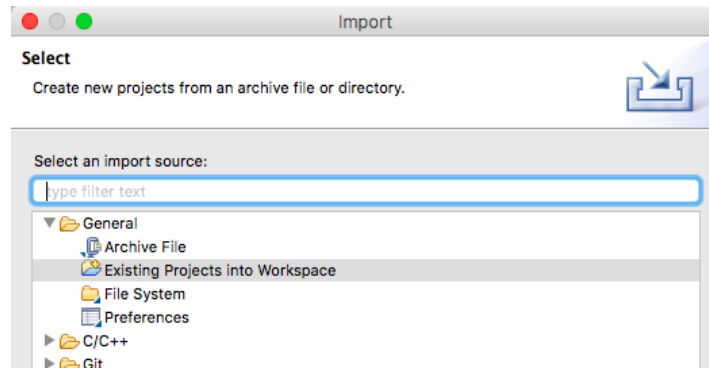 Import
Select
Create new projects from an archive file or directory.
Select an import source:
type filter text
General
Archive File
Existing Projects into Workspace
File System
Preferences
C/C++
Git